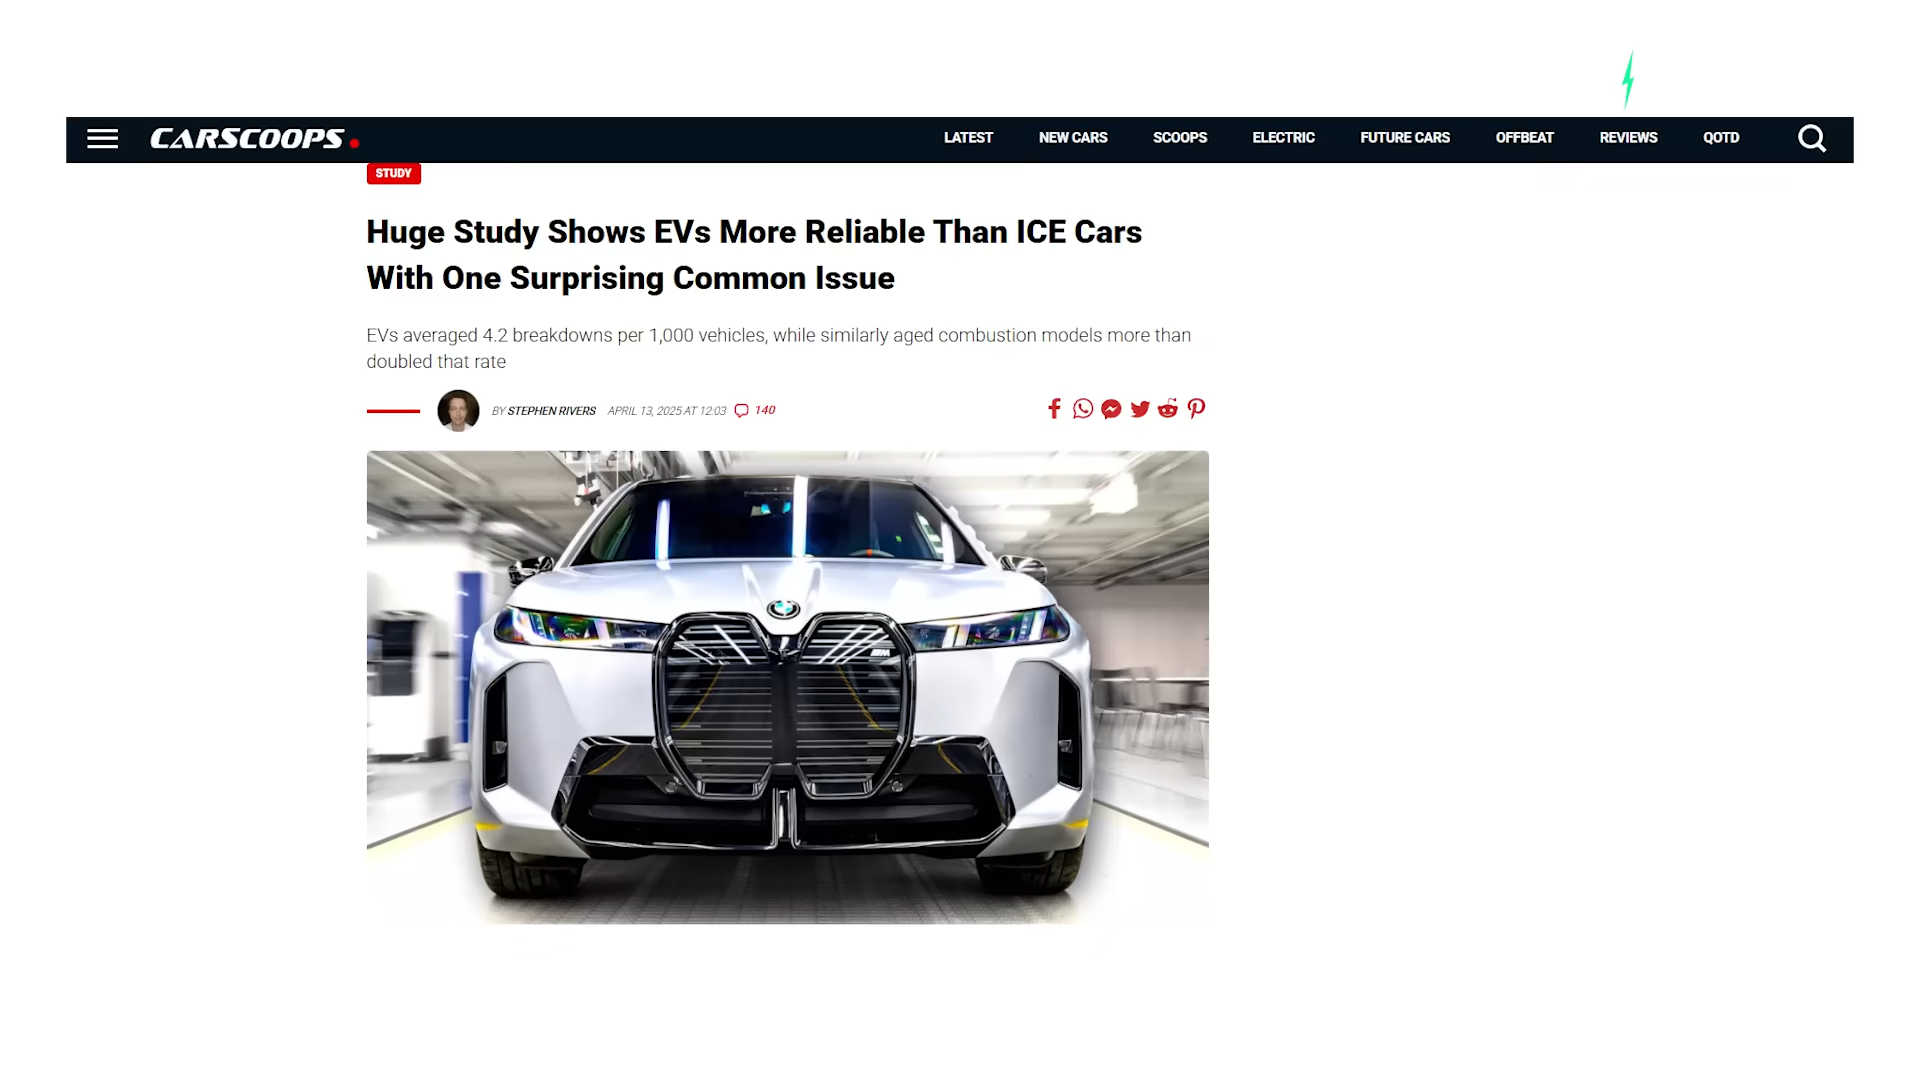 CARSCOOPS.
LATEST
NEW CARS
SCOOPS
ELECTRIC
FUTURE CARS
OFFBEAT
REVIEWS
QOTD
STUDY
Huge Study Shows EVs More Reliable Than ICE Cars
With One Surprising Common Issue
EVs averaged 4.2 breakdowns per 1,000 vehicles, while similarly aged combustion models more than
doubled that rate
BY STEPHEN RIVERS APRIL 13, 2025 AT 12:03 140